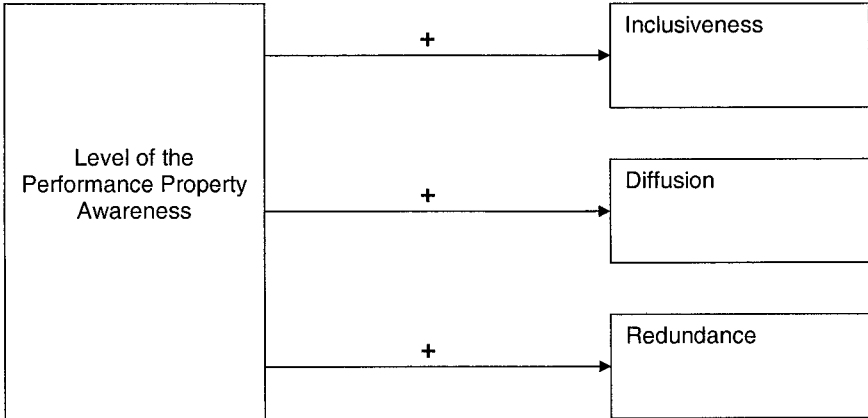 +
Inclusiveness
Level of the
Performance Property
Awareness
+
Diffusion
+
Redundance